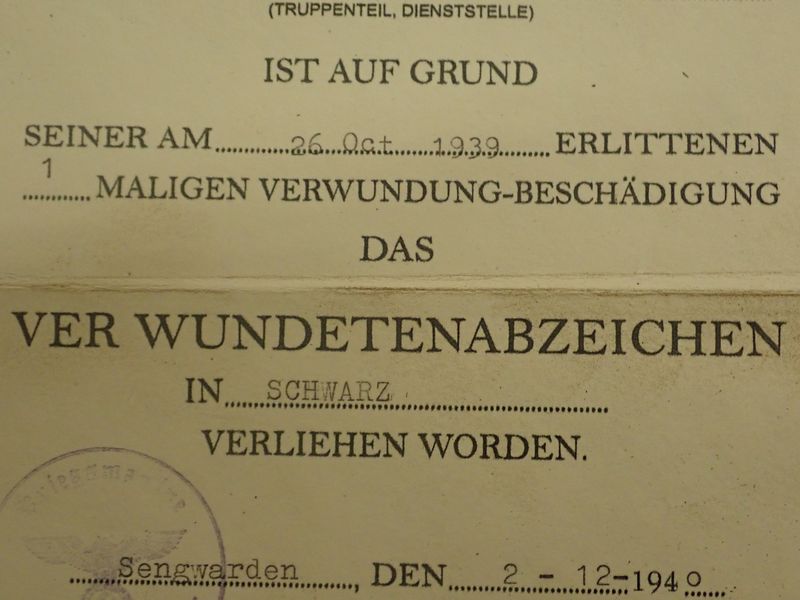 (TRUPPENTEIL, DIENSTSTELLE)
IST AUF GRUND
SEINER AM 26 Oct 1939 ERLITTENEN
1 MALIGEN VERWUNDUNG-BESCHÄDIGUNG
DAS
VER WUNDETENABZEICHEN
IN SCHWARZ
VERLIEHEN WORDEN.
Kriegsmarine
Sengwarden, DEN 2 - 12-1940